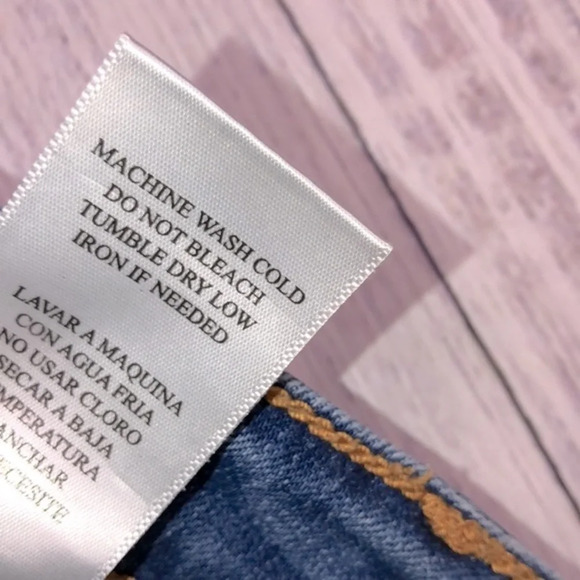 MACHINE WASH COLD
DO NOT BLEACH
TUMBLE DRY LOW
IRON IF NEEDED
LAVAR A MAQUINA
CON AGUA FRIA
NO USAR CLORO
SECAR A BAJA
MPERATURA
ANCHAR
ECESITE